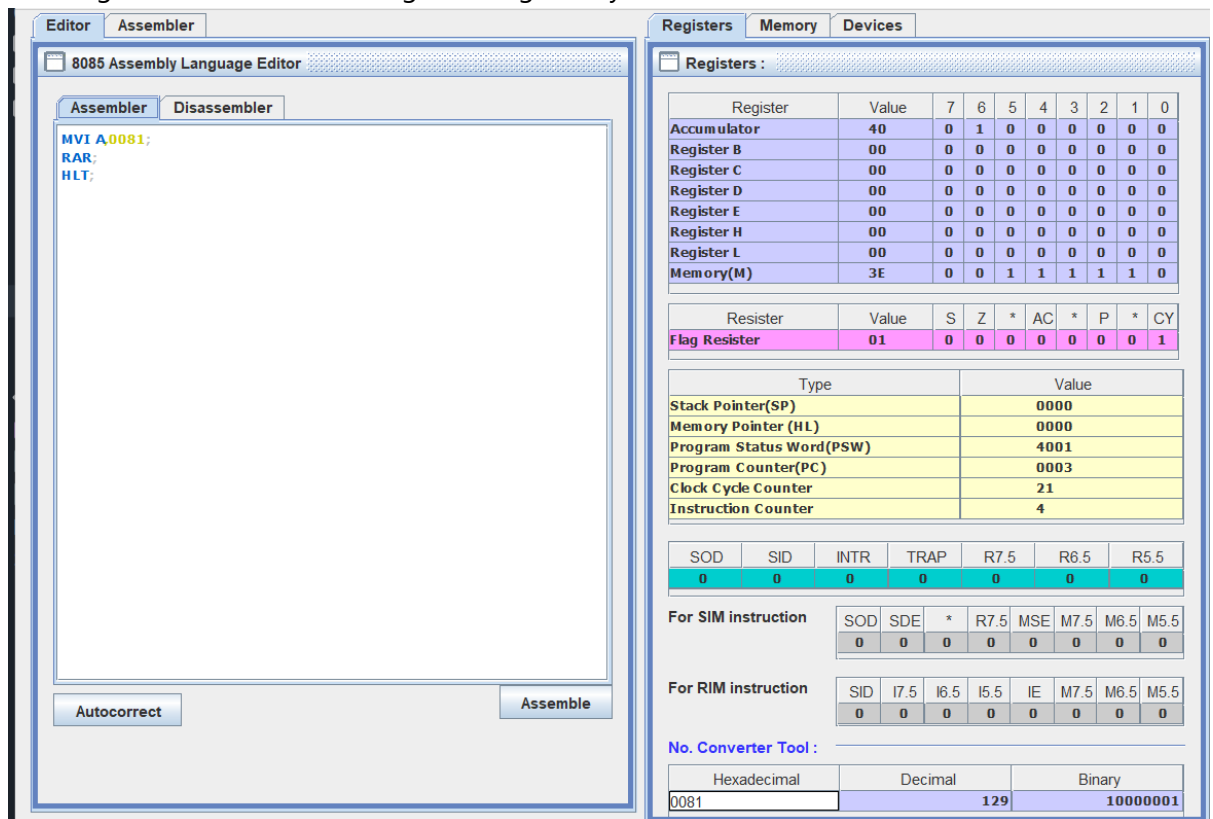 Editor Assembler
8085 Assembly Language Editor
Assembler Disassembler
MVI A,0081;
RAR;
HLT;
Autocorrect
Assemble
Registers Memory Devices
Registers :
Register Value 7 6 5 4 3 2 1 0
Accumulator 40 0 1 0 0 0 0 0 0
Register B 00 0 0 0 0 0 0 0 0
Register C 00 0 0 0 0 0 0 0 0
Register D 00 0 0 0 0 0 0 0 0
Register E 00 0 0 0 0 0 0 0 0
Register H 00 0 0 0 0 0 0 0 0
Register L 00 0 0 0 0 0 0 0 0
Memory(M) 3E 0 0 1 1 1 1 1 0
Resister Value S Z * AC * P * CY
Flag Resister 01 0 0 0 0 0 0 0 1
Type Value
Stack Pointer(SP) 0000
Memory Pointer (HL) 0000
Program Status Word(PSW) 4001
Program Counter(PC) 0003
Clock Cycle Counter 21
Instruction Counter 4
SOD SID INTR TRAP R7.5 R6.5 R5.5
0 0 0 0 0 0 0
For SIM instruction SOD SDE * R7.5 MSE M7.5 M6.5 M5.5
0 0 0 0 0 0 0 0
For RIM instruction SID I7.5 I6.5 I5.5 IE M7.5 M6.5 M5.5
0 0 0 0 0 0 0 0
No. Converter Tool :
Hexadecimal Decimal Binary
0081 129 10000001